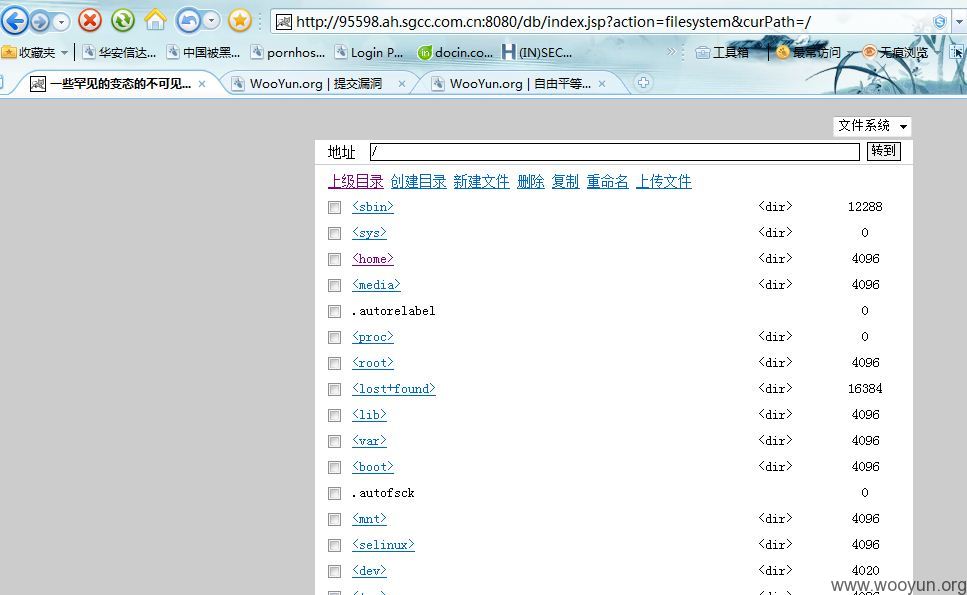 http://95598.ah.sgcc.com.cn:8080/db/index.jsp?action=filesystem&curPath=/
收藏夹 华安信达... 中国被黑... pornhos... Login P... docin.co... (IN)SEC... » 工具箱 最常访问 无痕浏览
一些罕见的变态的不可见... WooYun.org | 提交漏洞 WooYun.org | 自由平等...
文件系统
地址 / 转到
上级目录 创建目录 新建文件 删除 复制 重命名 上传文件
<sbin> <dir> 12288
<sys> <dir> 0
<home> <dir> 4096
<media> <dir> 4096
.autorelabel 0
<proc> <dir> 0
<root> <dir> 4096
<lost+found> <dir> 16384
<lib> <dir> 4096
<var> <dir> 4096
<boot> <dir> 4096
.autofsck 0
<mnt> <dir> 4096
<selinux> <dir> 4096
<dev> <dir> 4020
www.wooyun.org